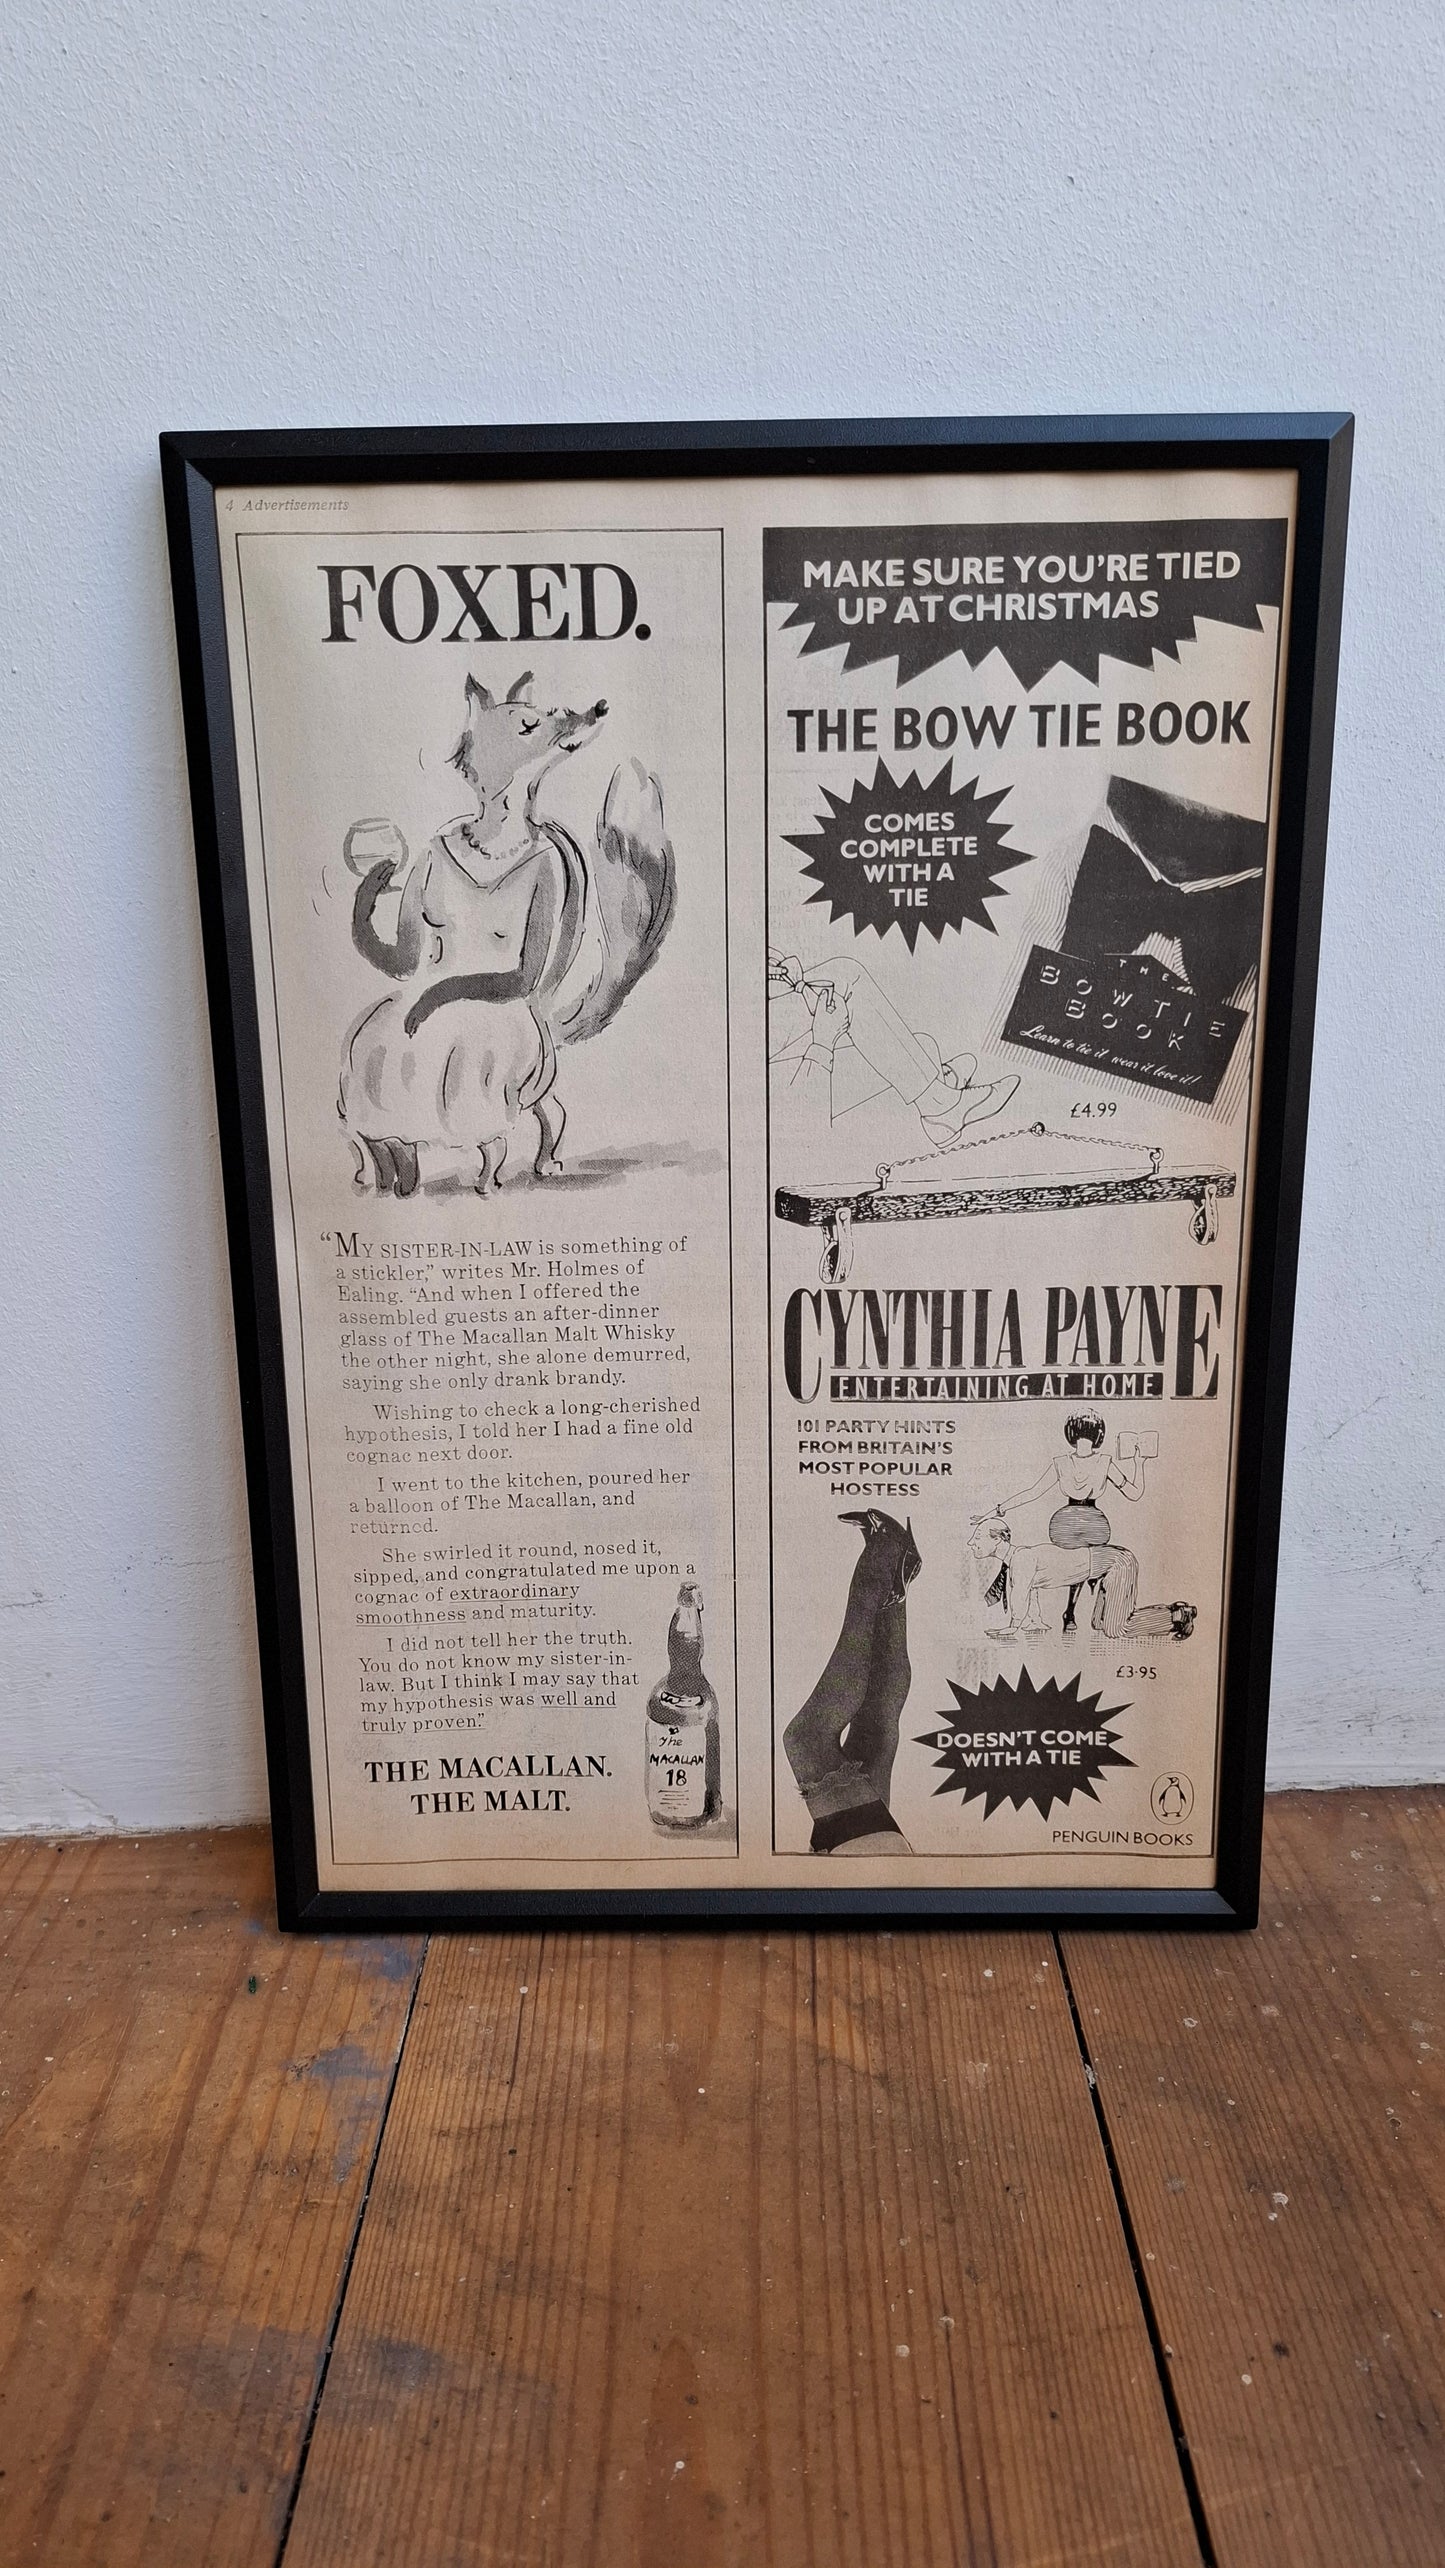 4 Advertisements
FOXED.
“MY SISTER-IN-LAW is something of
a stickler,” writes Mr. Holmes of
Ealing. “And when I offered the
assembled guests an after-dinner
glass of The Macallan Malt Whisky
the other night, she alone demurred,
saying she only drank brandy.
Wishing to check a long-cherished
hypothesis, I told her I had a fine old
cognac next door.
I went to the kitchen, poured her
a balloon of The Macallan, and
returned.
She swirled it round, nosed it,
sipped, and congratulated me upon a
cognac of extraordinary
smoothness and maturity.
I did not tell her the truth.
You do not know my sister-in-
law. But I think I may say that
my hypothesis was well and
truly proven.”
The
MACALLAN
18
THE MACALLAN.
THE MALT.
MAKE SURE YOU'RE TIED
UP AT CHRISTMAS
THE BOW TIE BOOK
COMES
COMPLETE
WITH A
TIE
THE
BOW TIE
BOOK
Learn to tie it wear it, love it!
£4.99
CYNTHIA PAYNE
ENTERTAINING AT HOME
101 PARTY HINTS
FROM BRITAIN'S
MOST POPULAR
HOSTESS
£3·95
DOESN'T COME
WITH A TIE
PENGUIN BOOKS